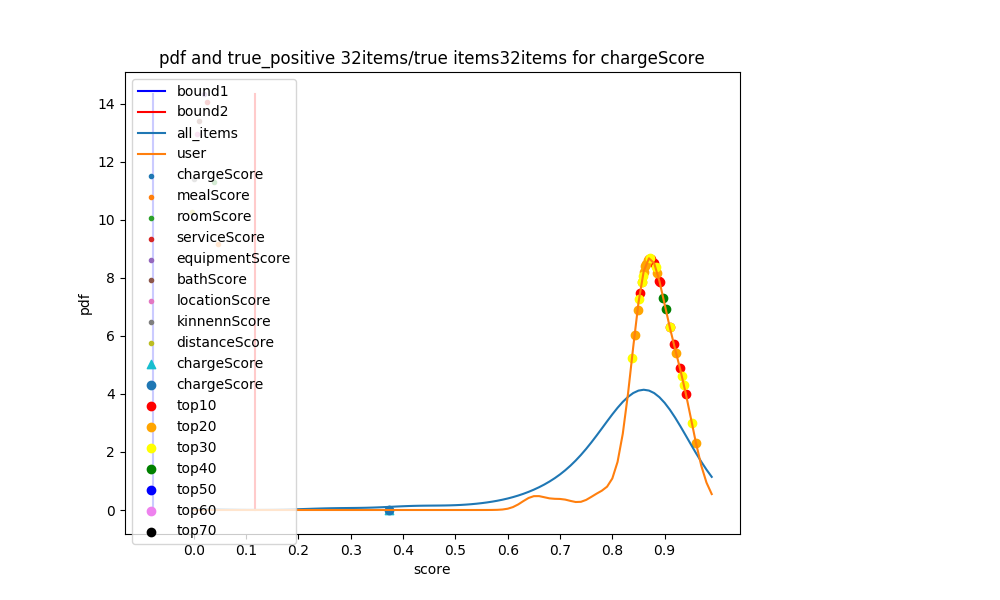 pdf and true_positive 32items/true items32items for chargeScore
bound1
bound2
all_items
user
chargeScore
mealScore
roomScore
serviceScore
equipmentScore
bathScore
locationScore
kinnennScore
distanceScore
chargeScore
chargeScore
top10
top20
top30
top40
top50
top60
top70
14
12
10
8
6
4
2
0
pdf
0.0 0.1 0.2 0.3 0.4 0.5 0.6 0.7 0.8 0.9
score